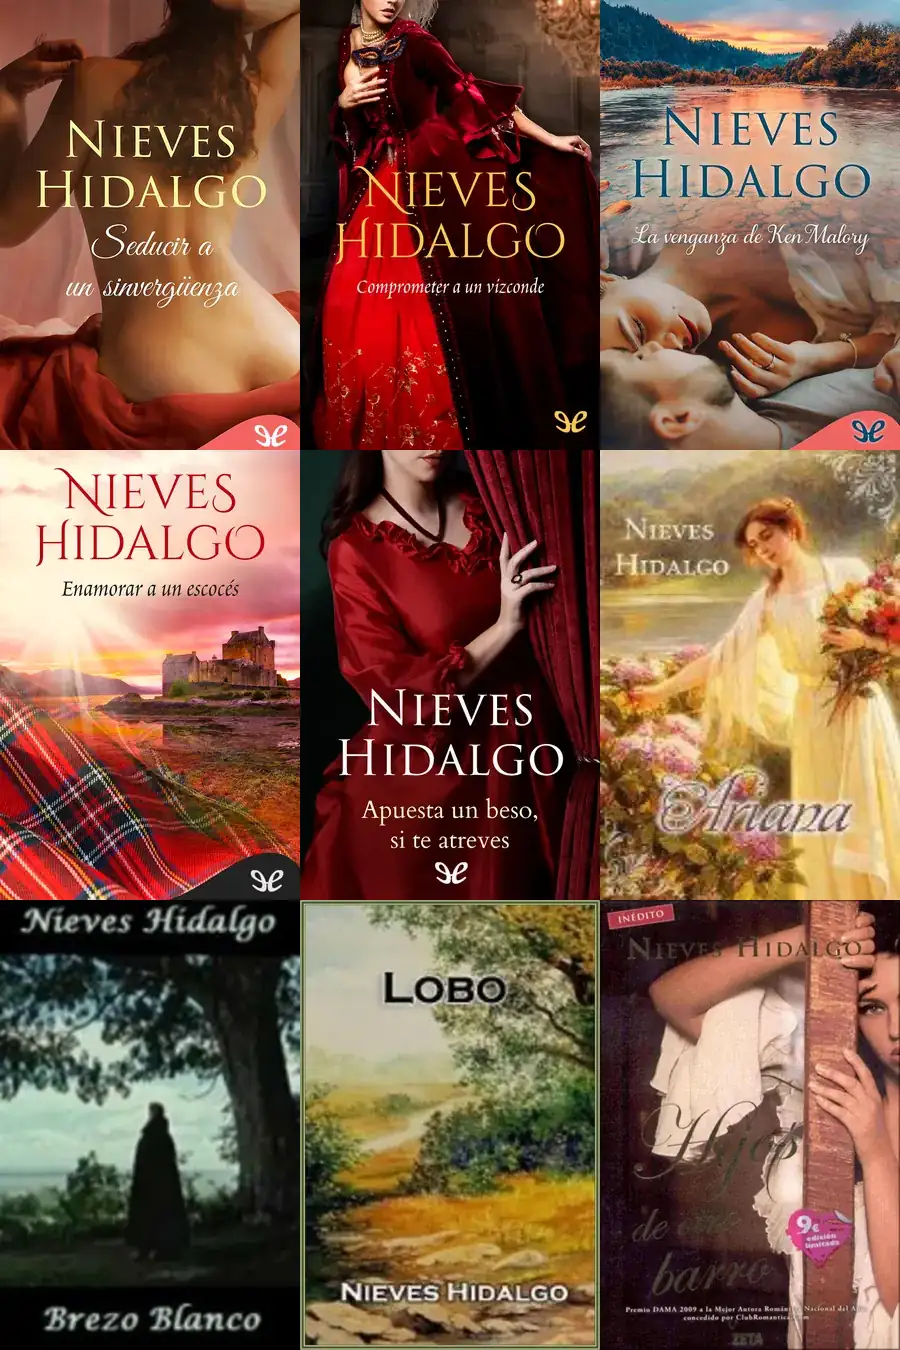 NIEVES
HIDALGO
Seducir a
un sinvergüenza
NIEVES
HIDALGO
Comprometer a un vizconde
NIEVES
HIDALGO
La venganza de Ken Malory
NIEVES
HIDALGO
Enamorar a un escocés
NIEVES
HIDALGO
Apuesta un beso,
si te atreves
NIEVES
HIDALGO
Ariana
Nieves Hidalgo
Brezo Blanco
LOBO
NIEVES HIDALGO
INÉDITO
NIEVES HIDALGO
Hijos
de otro
barro
9€
edición
limitada
Premio DAMA 2009 a la Mejor Autora Romántica Nacional del Año
concedido por ClubRomantica.com
ZETA